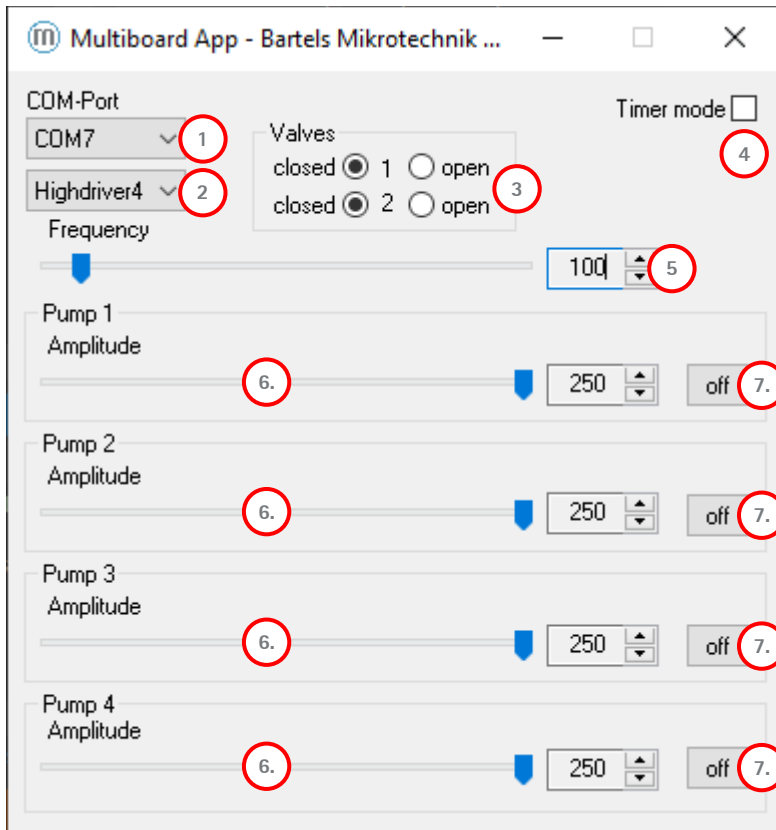 Multiboard App - Bartels Mikrotechnik ...
COM-Port
Timer mode
COM7
1
Valves
4
closed 1 open
Highdriver4
2
3
closed 2 open
Frequency
100
5
Pump 1
Amplitude
6.
250
off
7.
Pump 2
Amplitude
6.
250
off
7.
Pump 3
Amplitude
6.
250
off
7.
Pump 4
Amplitude
6.
250
off
7.